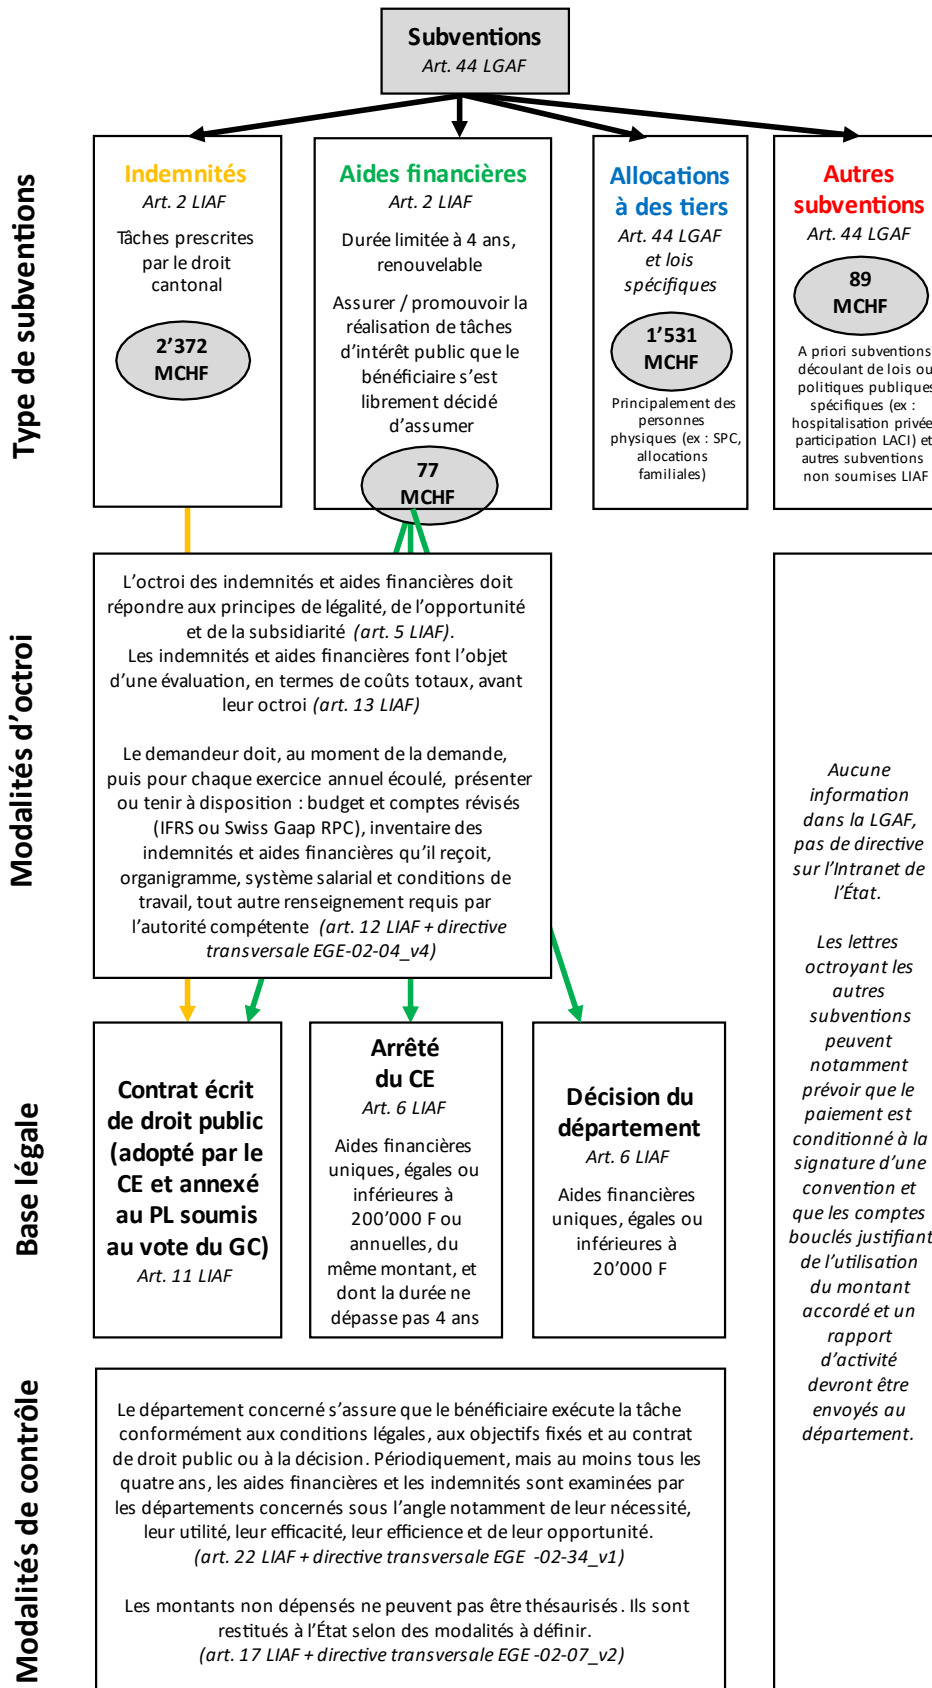 Subventions
Art. 44 LGAF
Type de subventions
Indemnités
Art. 2 LIAF
Tâches prescrites
par le droit
cantonal
2’372
MCHF
Aides financières
Art. 2 LIAF
Durée limitée à 4 ans,
renouvelable
Assurer / promouvoir la
réalisation de tâches
d’intérêt public que le
bénéficiaire s’est
librement décidé
d’assumer
77
MCHF
Allocations
à des tiers
Art. 44 LGAF
et lois
spécifiques
1’531
MCHF
Principalement des
personnes
physiques (ex : SPC,
allocations
familiales)
Autres
subventions
Art. 44 LGAF
89
MCHF
A priori subventions
découlant de lois ou
politiques publiques
spécifiques (ex :
hospitalisation privée,
participation LACI) et
autres subventions
non soumises LIAF
Modalités d’octroi
L’octroi des indemnités et aides financières doit
répondre aux principes de légalité, de l’opportunité
et de la subsidiarité (art. 5 LIAF).
Les indemnités et aides financières font l’objet
d’une évaluation, en termes de coûts totaux, avant
leur octroi (art. 13 LIAF)
Le demandeur doit, au moment de la demande,
puis pour chaque exercice annuel écoulé, présenter
ou tenir à disposition : budget et comptes révisés
(IFRS ou Swiss Gaap RPC), inventaire des
indemnités et aides financières qu’il reçoit,
organigramme, système salarial et conditions de
travail, tout autre renseignement requis par
l’autorité compétente (art. 12 LIAF + directive
transversale EGE-02-04_v4)
Aucune
information
dans la LGAF,
pas de directive
sur l’Intranet de
l’État.
Les lettres
octroyant les
autres
subventions
peuvent
notamment
prévoir que le
paiement est
conditionné à la
signature d’une
convention et
que les comptes
bouclés justifiant
de l’utilisation
du montant
accordé et un
rapport
d’activité
devront être
envoyés au
département.
Base légale
Contrat écrit
de droit public
(adopté par le
CE et annexé
au PL soumis
au vote du GC)
Art. 11 LIAF
Arrêté
du CE
Art. 6 LIAF
Aides financières
uniques, égales ou
inférieures à
200’000 F ou
annuelles, du
même montant, et
dont la durée ne
dépasse pas 4 ans
Décision du
département
Art. 6 LIAF
Aides financières
uniques, égales ou
inférieures à
20’000 F
Modalités de contrôle
Le département concerné s’assure que le bénéficiaire exécute la tâche
conformément aux conditions légales, aux objectifs fixés et au contrat
de droit public ou à la décision. Périodiquement, mais au moins tous les
quatre ans, les aides financières et les indemnités sont examinées par
les départements concernés sous l’angle notamment de leur nécessité,
leur utilité, leur efficacité, leur efficience et de leur opportunité.
(art. 22 LIAF + directive transversale EGE -02-34_v1)
Les montants non dépensés ne peuvent pas être thésaurisés. Ils sont
restitués à l’État selon des modalités à définir.
(art. 17 LIAF + directive transversale EGE -02-07_v2)